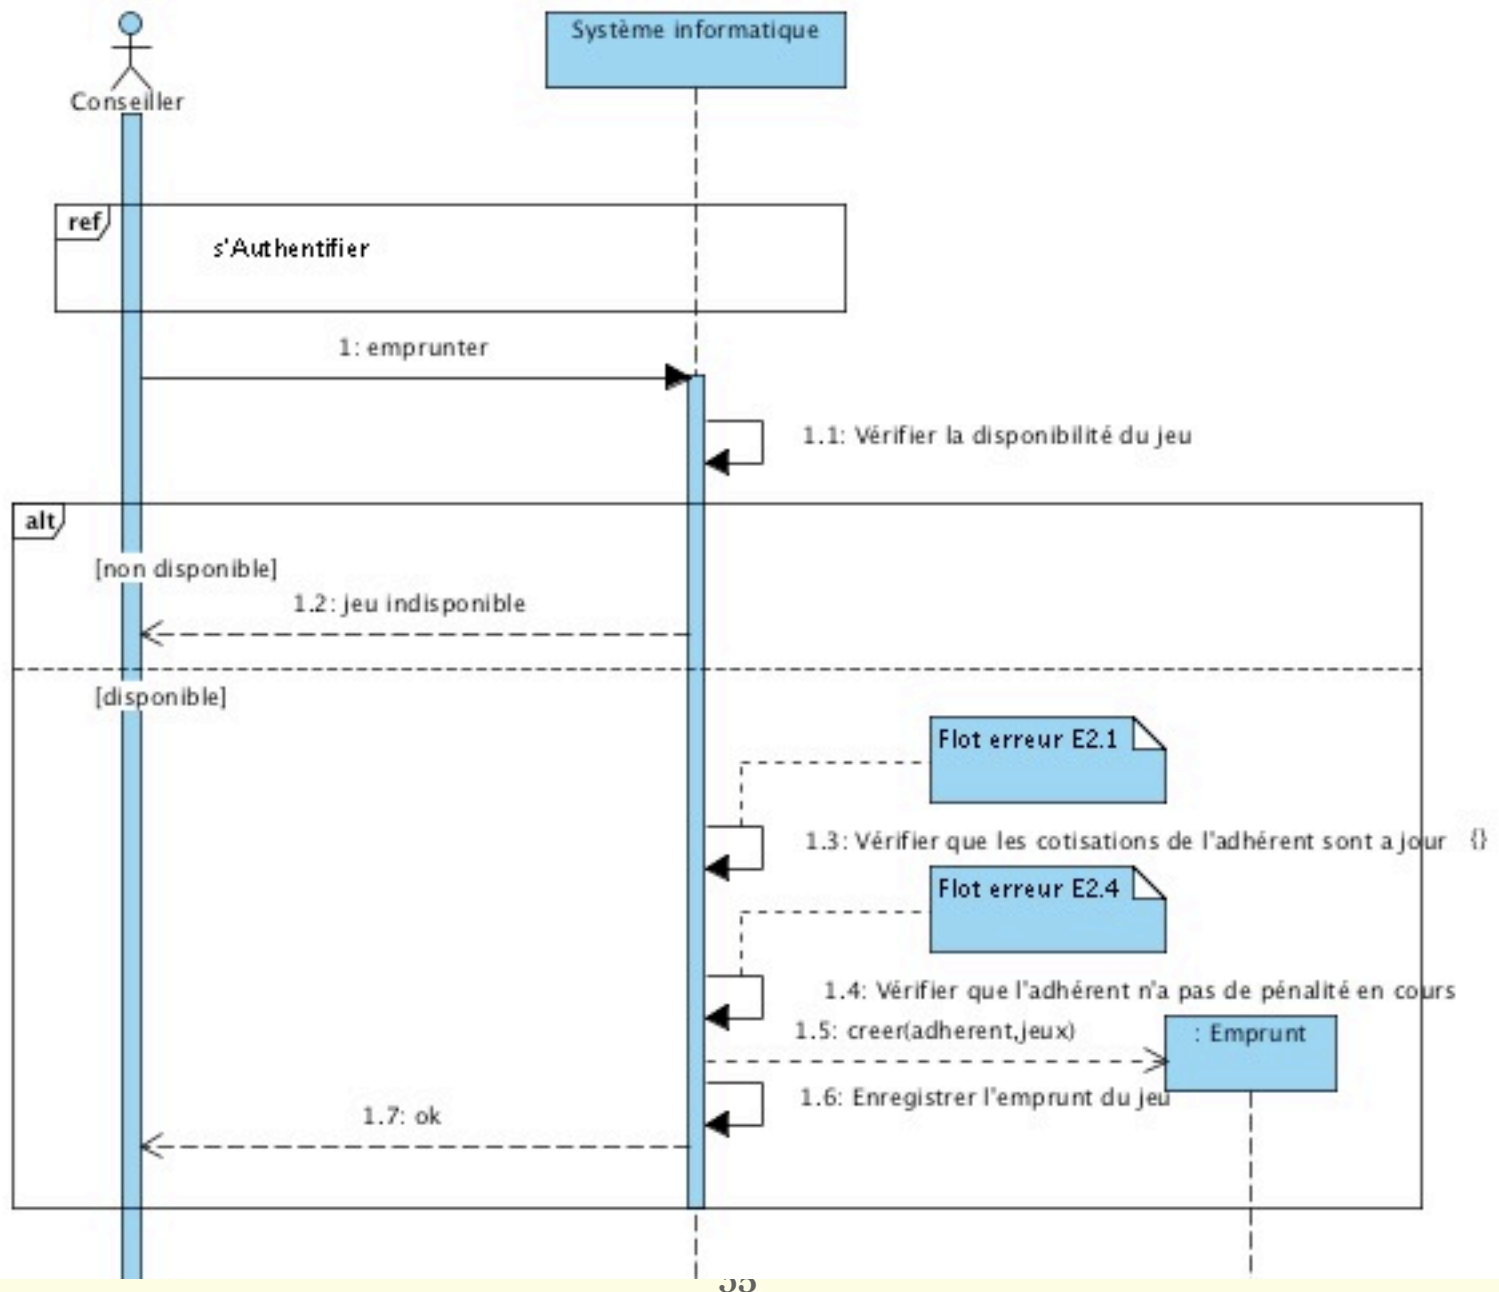 Système informatique
Conseiller
ref
s'Authentifier
1: emprunter
1.1: Vérifier la disponibilité du jeu
alt
[non disponible]
1.2: jeu indisponible
[disponible]
Flot erreur E2.1
1.3: Vérifier que les cotisations de l'adhérent sont a jour {}
Flot erreur E2.4
1.4: Vérifier que l'adhérent n'a pas de pénalité en cours
1.5: creer(adherent,jeux)
: Emprunt
1.6: Enregistrer l'emprunt du jeu
1.7: ok